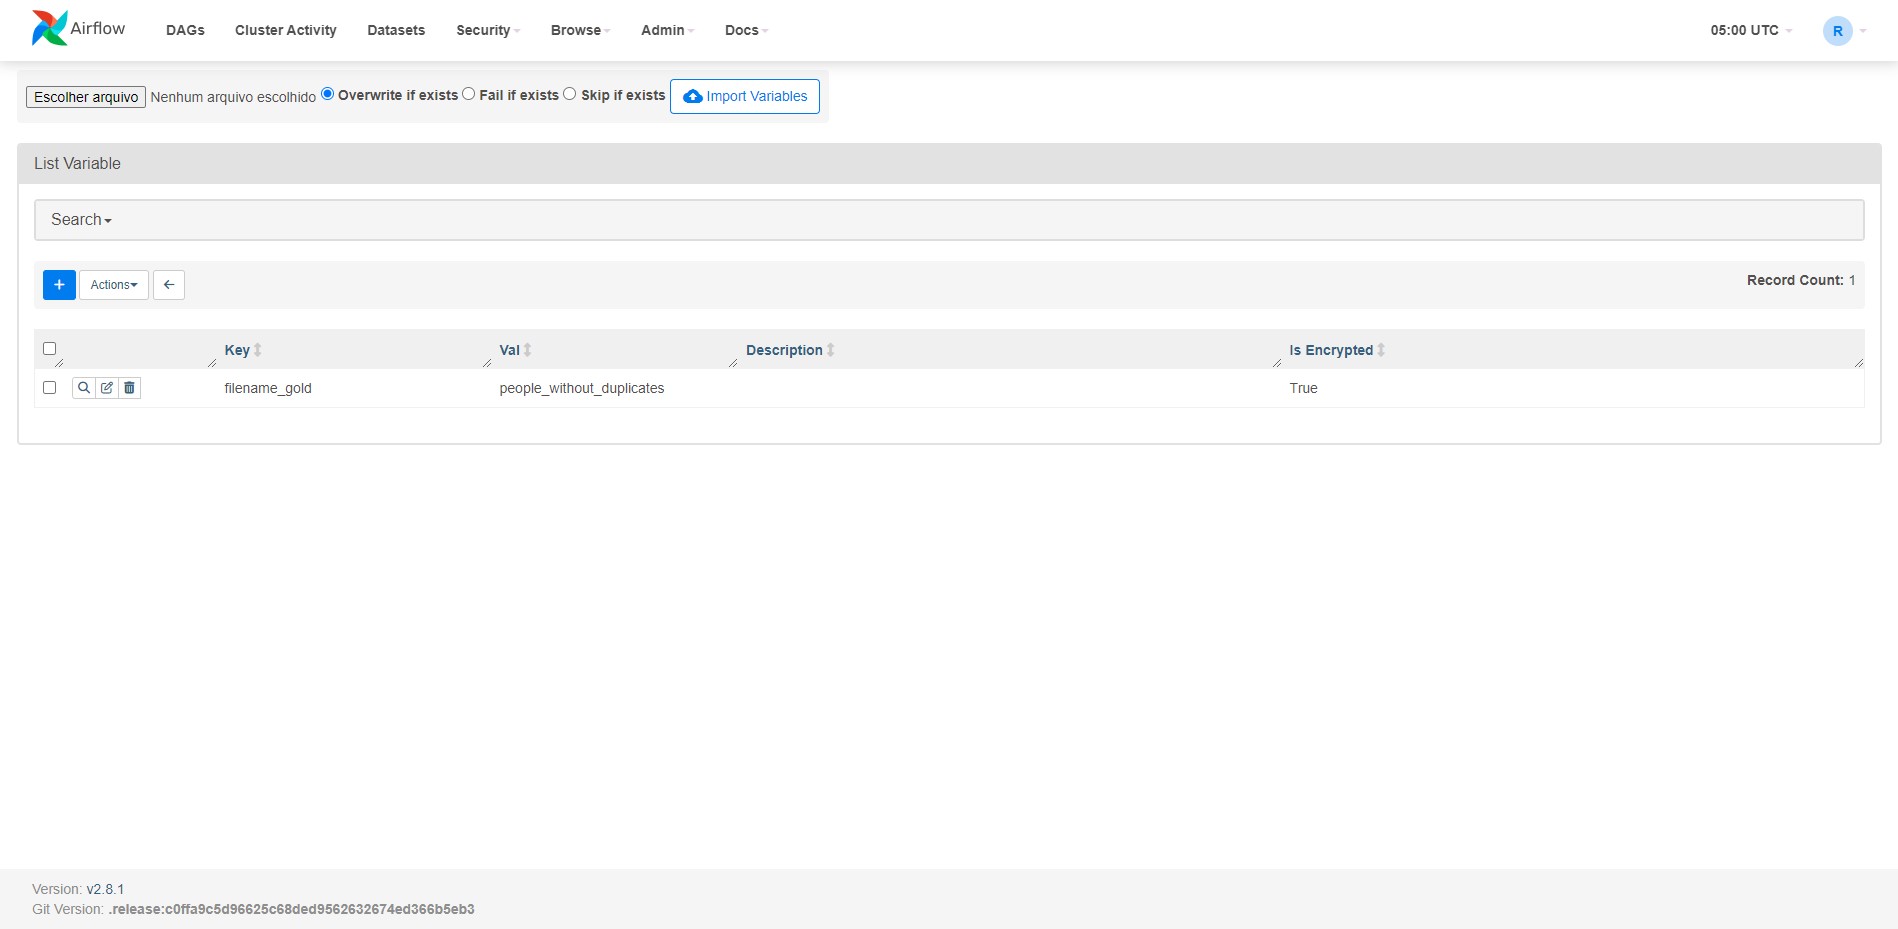 Airflow DAGs Cluster Activity Datasets Security Browse Admin Docs 05:00 UTC R
Escolher arquivo Nenhum arquivo escolhido Overwrite if exists Fail if exists Skip if exists Import Variables
List Variable
Search
+ Actions Record Count: 1
Key Val Description Is Encrypted
filename_gold people_without_duplicates True
Version: v2.8.1
Git Version: .release:c0ffa9c5d96625c68ded9562632674ed366b5eb3